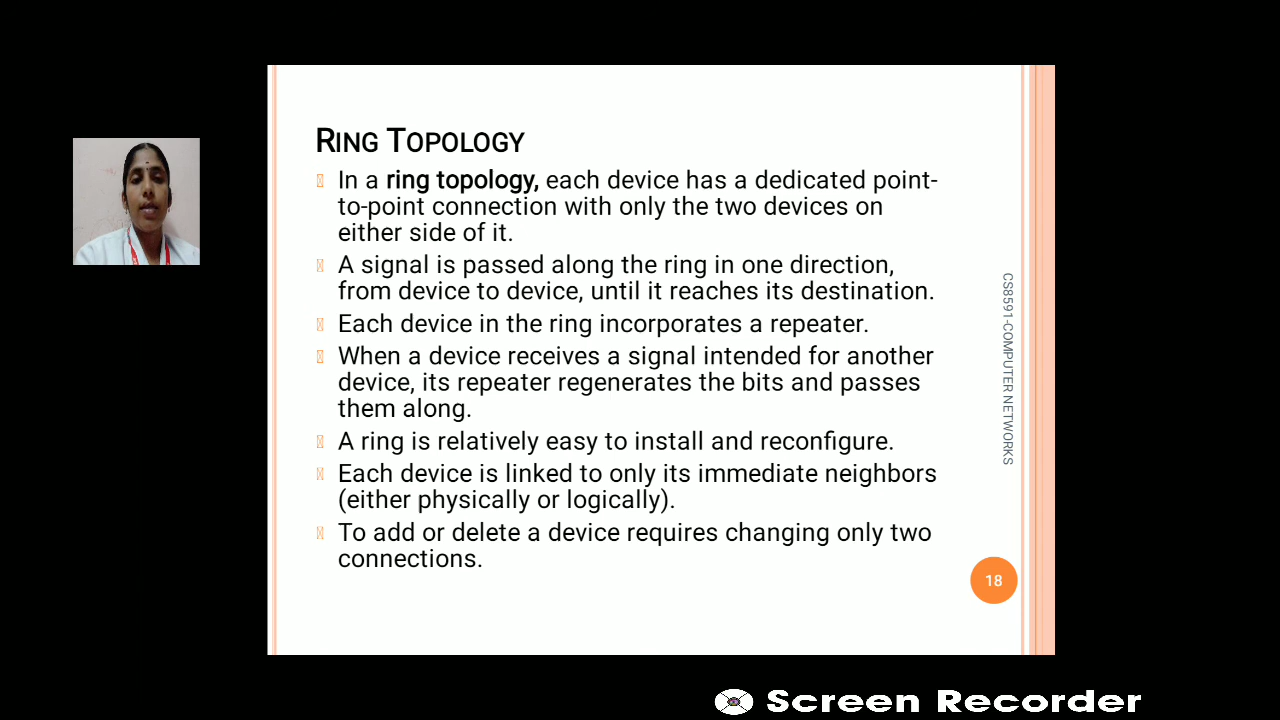 RING TOPOLOGY
In a ring topology, each device has a dedicated point-
to-point connection with only the two devices on
either side of it.
A signal is passed along the ring in one direction,
from device to device, until it reaches its destination.
Each device in the ring incorporates a repeater.
When a device receives a signal intended for another
device, its repeater regenerates the bits and passes
them along.
A ring is relatively easy to install and reconfigure.
Each device is linked to only its immediate neighbors
(either physically or logically).
To add or delete a device requires changing only two
connections.
CS8591-COMPUTER NETWORKS
18
Screen Recorder